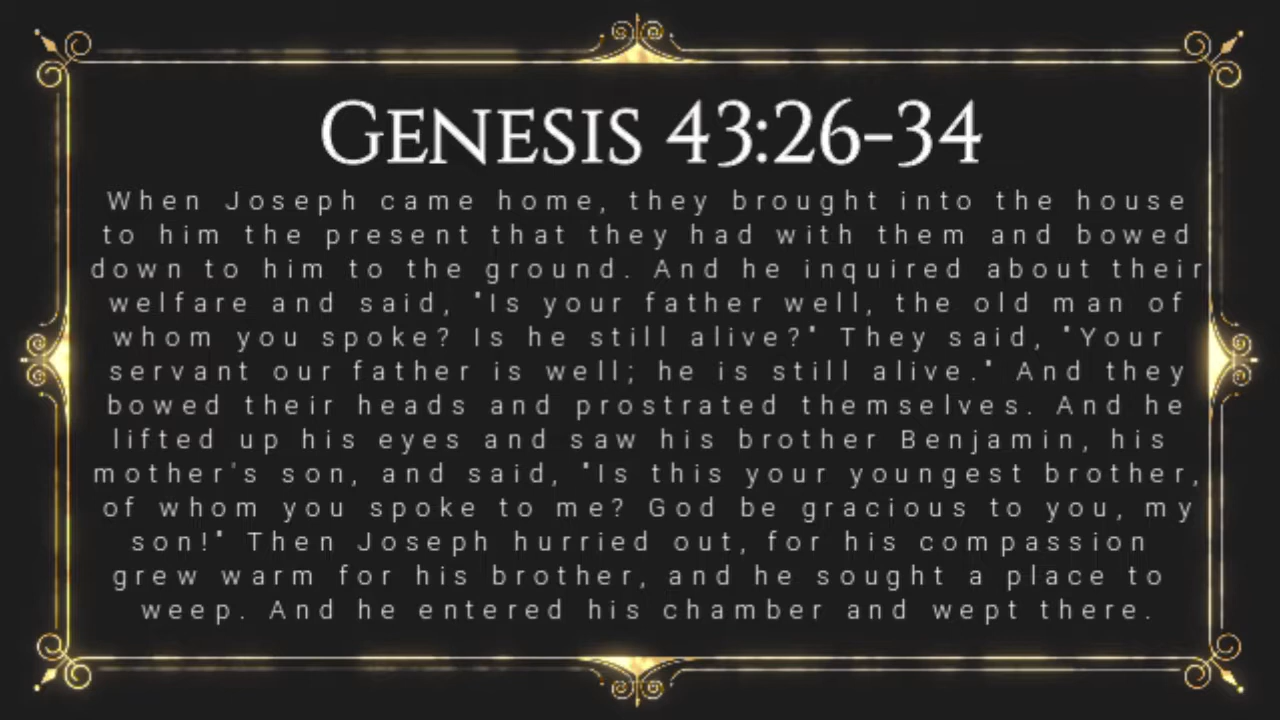 Genesis 43:26-34
When Joseph came home, they brought into the house
to him the present that they had with them and bowed
down to him to the ground. And he inquired about their
welfare and said, "Is your father well, the old man of
whom you spoke? Is he still alive?" They said, "Your
servant our father is well; he is still alive." And they
bowed their heads and prostrated themselves. And he
lifted up his eyes and saw his brother Benjamin, his
mother's son, and said, "Is this your youngest brother,
of whom you spoke to me? God be gracious to you, my
son!" Then Joseph hurried out, for his compassion
grew warm for his brother, and he sought a place to
weep. And he entered his chamber and wept there.